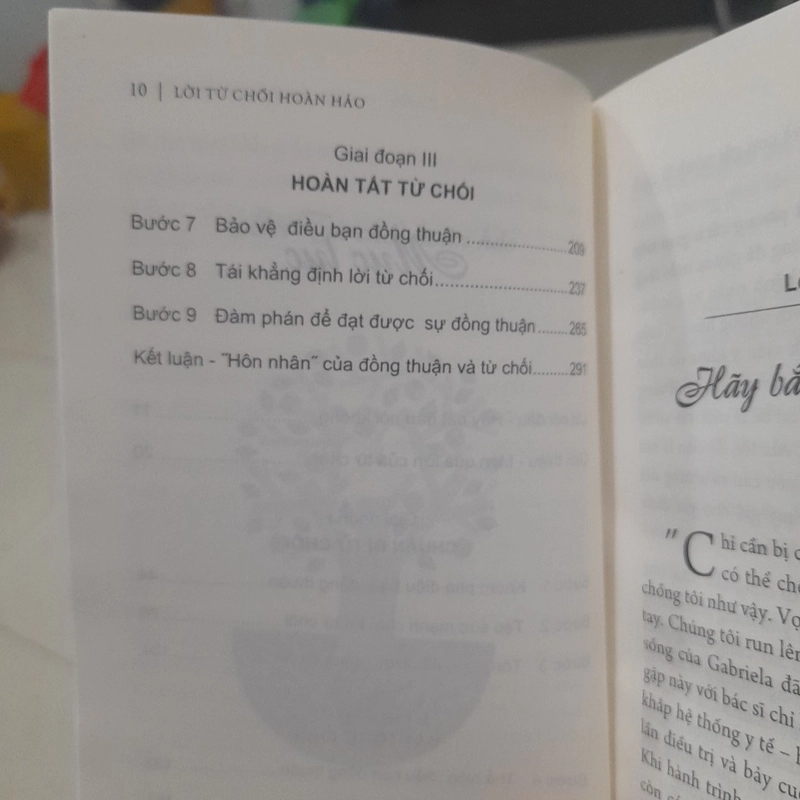 10 | LỜI TỪ CHỐI HOÀN HẢO
Giai đoạn III
HOÀN TẤT TỪ CHỐI
Bước 7 Bảo vệ điều bạn đồng thuận ........................209
Bước 8 Tái khẳng định lời từ chối........................237
Bước 9 Đàm phán để đạt được sự đồng thuận........265
Kết luận - "Hôn nhân" của đồng thuận và từ chối.........291
Hãy
"Chỉ cần bị
có thể
chồng tôi như vậy. Vợ
tay. Chúng tôi run lên
sống của Gabriela đã
gặp này với bác sĩ chỉ
khắp hệ thống y tế –
lần điều trị và bảy
Khi hành trình
còn